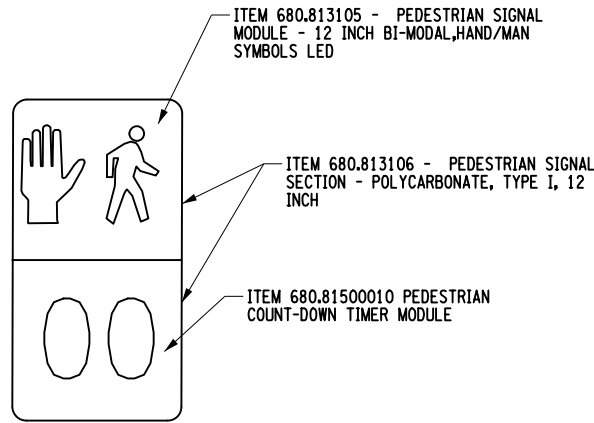 ITEM 680.813105 - PEDESTRIAN SIGNAL
MODULE - 12 INCH BI-MODAL,HAND/MAN
SYMBOLS LED
ITEM 680.813106 - PEDESTRIAN SIGNAL
SECTION - POLYCARBONATE, TYPE I, 12
INCH
ITEM 680.81500010 PEDESTRIAN
COUNT-DOWN TIMER MODULE